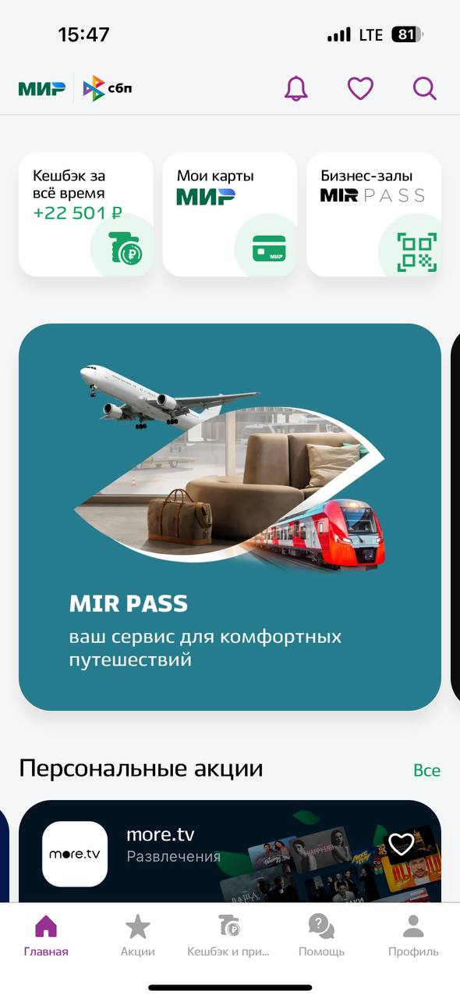 15:47
LTE 81
МИР сбп
Кешбэк за
всё время
+22 501 ₽
Мои карты
МИР
МИР
Бизнес-залы
MIR PASS
MIR PASS
ваш сервис для комфортных
путешествий
Персональные акции
Все
more.tv
more.tv
Развлечения
HAPPY END
Главная
Акции
Кешбэк и при...
Помощь
Профиль